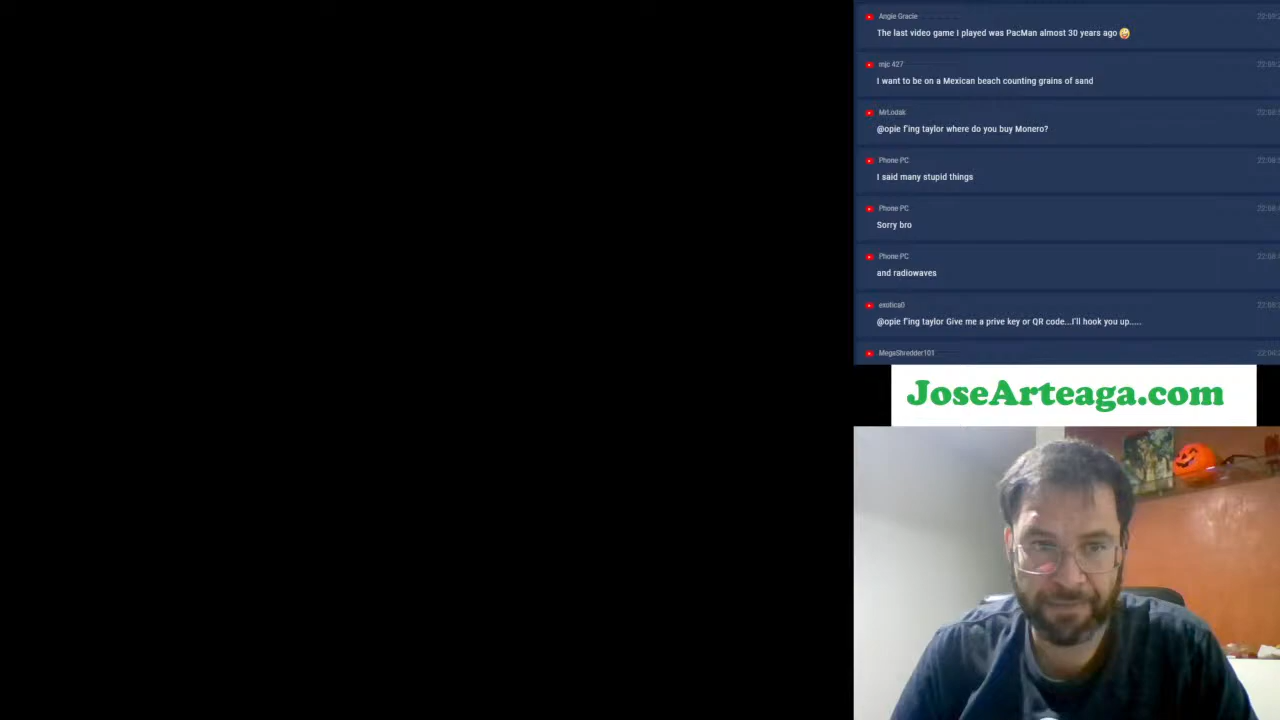 Angie Gracie
The last video game I played was PacMan almost 30 years ago 🤪
mjc 427
I want to be on a Mexican beach counting grains of sand
MrLodak
@opie f'ing taylor where do you buy Monero?
Phone PC
I said many stupid things
Phone PC
Sorry bro
Phone PC
and radiowaves
exotica0
@opie f'ing taylor Give me a prive key or QR code...I'll hook you up.....
MegaShredder101
JoseArteaga.com